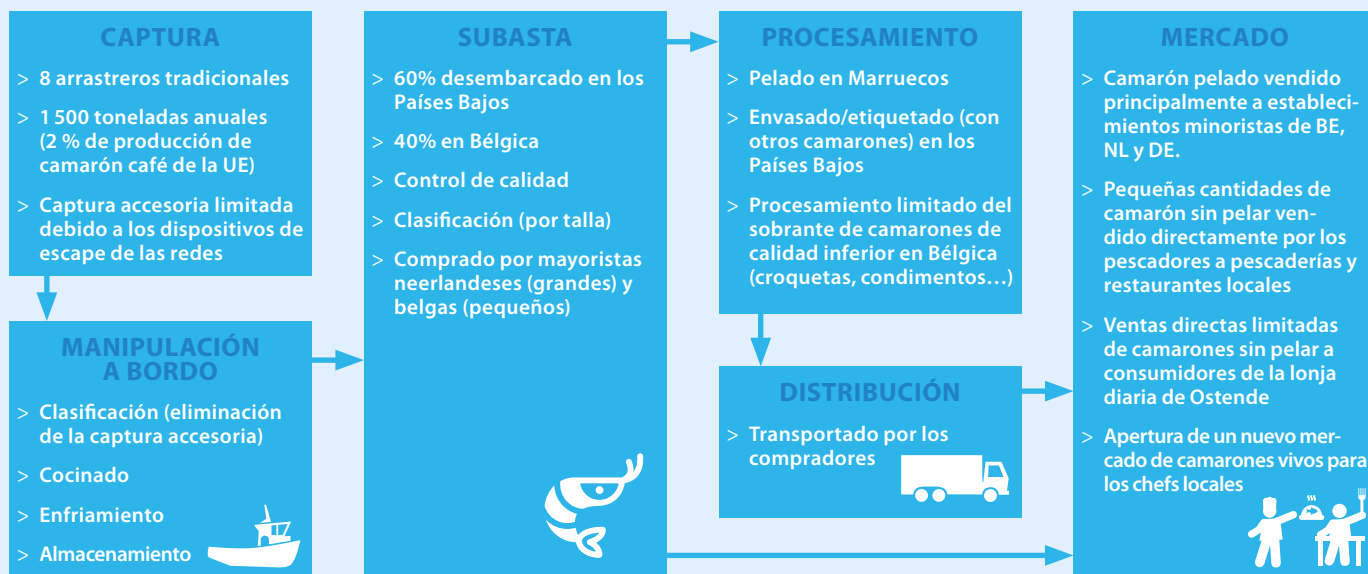 CAPTURA
> 8 arrastreros tradicionales
> 1 500 toneladas anuales
(2 % de producción de
camarón café de la UE)
> Captura accesoria limitada
debido a los dispositivos de
escape de las redes
MANIPULACIÓN
A BORDO
> Clasificación (eliminación
de la captura accesoria)
> Cocinado
> Enfriamiento
> Almacenamiento
SUBASTA
> 60% desembarcado en los
Países Bajos
> 40% en Bélgica
> Control de calidad
> Clasificación (por talla)
> Comprado por mayoristas
neerlandeses (grandes) y
belgas (pequeños)
PROCESAMIENTO
> Pelado en Marruecos
> Envasado/etiquetado (con
otros camarones) en los
Países Bajos
> Procesamiento limitado del
sobrante de camarones de
calidad inferior en Bélgica
(croquetas, condimentos…)
DISTRIBUCIÓN
> Transportado por los
compradores
MERCADO
> Camarón pelado vendido
principalmente a estableci-
mientos minoristas de BE,
NL y DE.
> Pequeñas cantidades de
camarón sin pelar ven-
dido directamente por los
pescadores a pescaderías y
restaurantes locales
> Ventas directas limitadas
de camarones sin pelar a
consumidores de la lonja
diaria de Ostende
> Apertura de un nuevo mer-
cado de camarones vivos para
los chefs locales